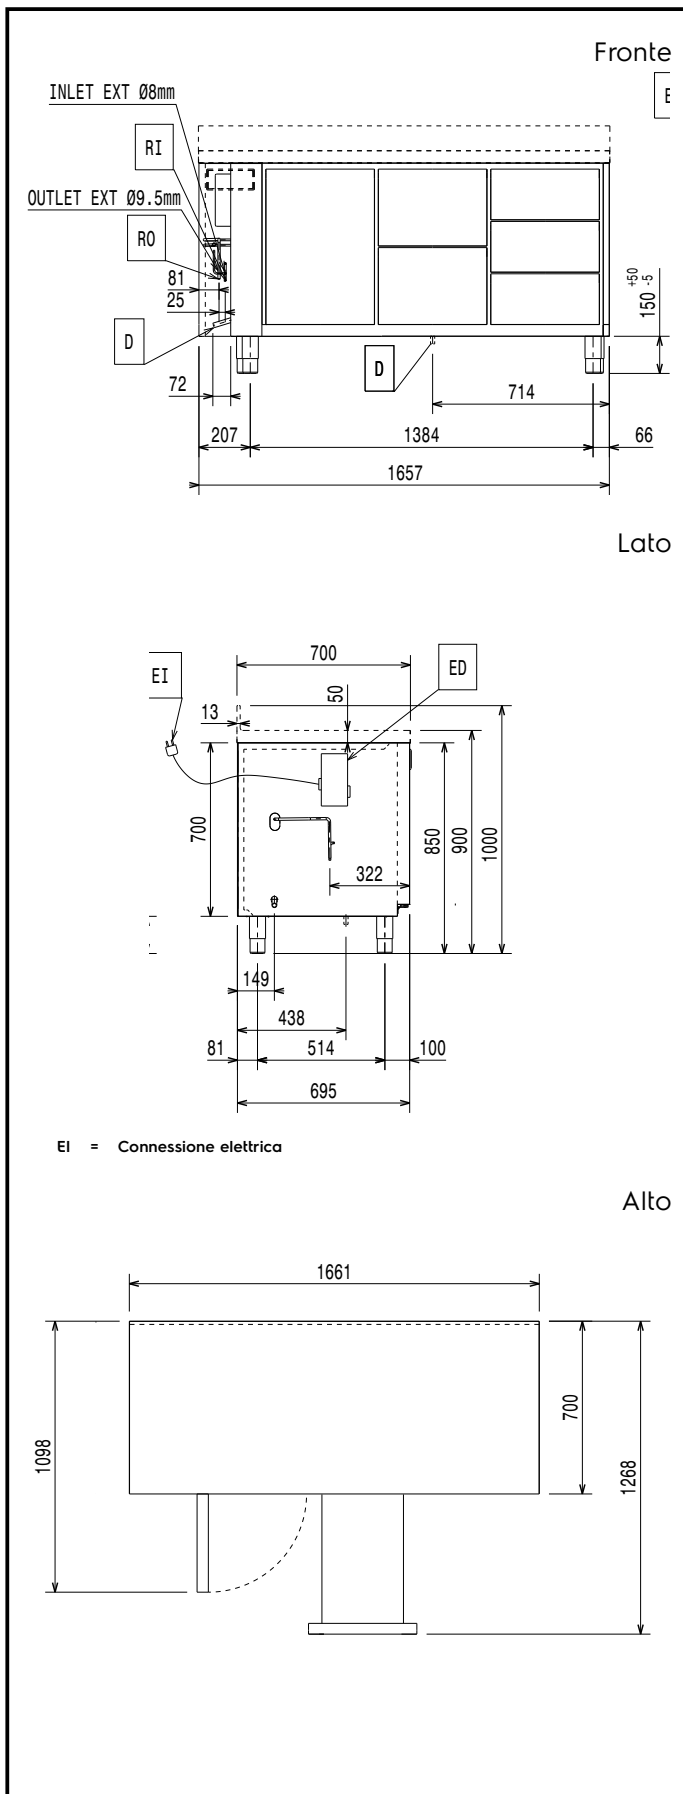 Fronte
INLET EXT Ø8mm
RI
OUTLET EXT Ø9.5mm
RO
81
25
D
D
72
714
150 +50 -5
207
1384
66
1657
Lato
700
EI
ED
50
13
700
322
850
900
1000
149
438
81
514
100
695
EI = Connessione elettrica
Alto
1661
1098
700
1268